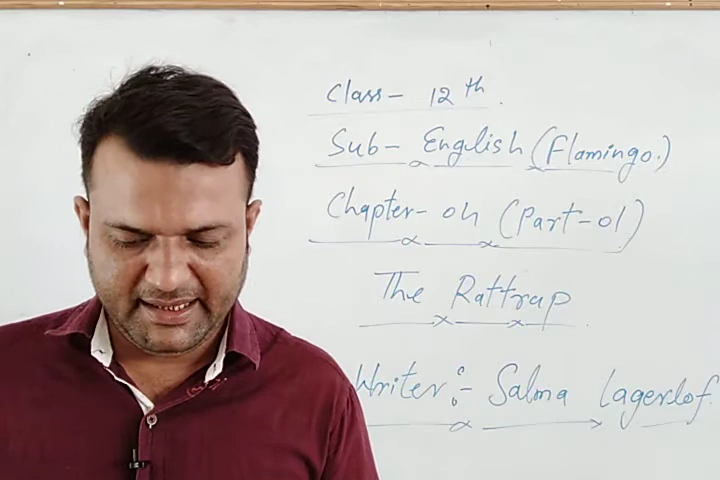 Class- 12th.
Sub- English (Flamingo.)
Chapter- 04 (Part-01)
The Rattrap
Writer:- Salma Lagerlof.